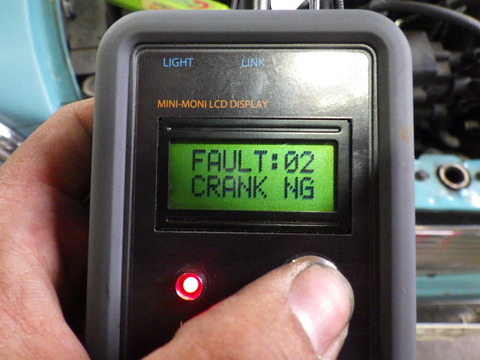 LIGHT LINK
MINI-MONI LCD DISPLAY
FAULT:02
CRANK NG